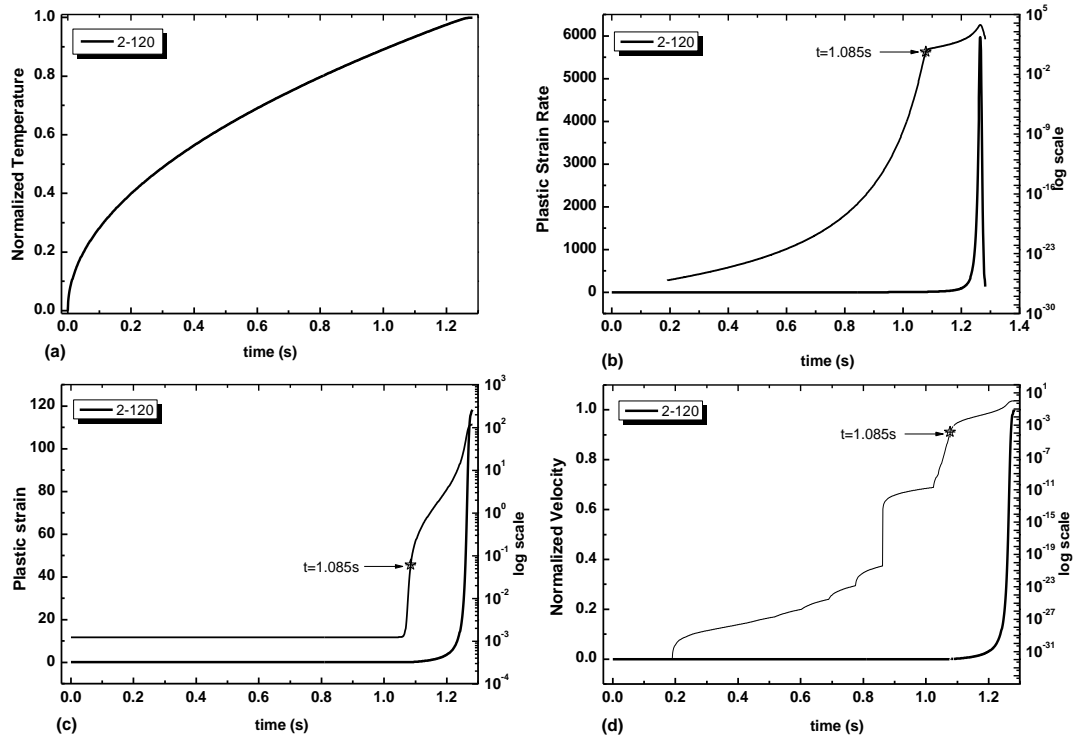 2-120
Normalized Temperature
1.0
0.8
0.6
0.4
0.2
0.0
0.0 0.2 0.4 0.6 0.8 1.0 1.2
time (s)
(a)
2-120
t=1.085s
Plastic Strain Rate
6000
5000
4000
3000
2000
1000
0
10^5
10^-2
10^-9
10^-16
10^-23
10^-30
log scale
0.0 0.2 0.4 0.6 0.8 1.0 1.2 1.4
time (s)
(b)
2-120
t=1.085s
Plastic strain
120
100
80
60
40
20
0
10^3
10^2
10^1
10^0
10^-1
10^-2
10^-3
10^-4
log scale
0.0 0.2 0.4 0.6 0.8 1.0 1.2
time (s)
(c)
2-120
t=1.085s
Normalized Velocity
1.0
0.8
0.6
0.4
0.2
0.0
10^1
10^-3
10^-7
10^-11
10^-15
10^-19
10^-23
10^-27
10^-31
log scale
0.0 0.2 0.4 0.6 0.8 1.0 1.2
time (s)
(d)